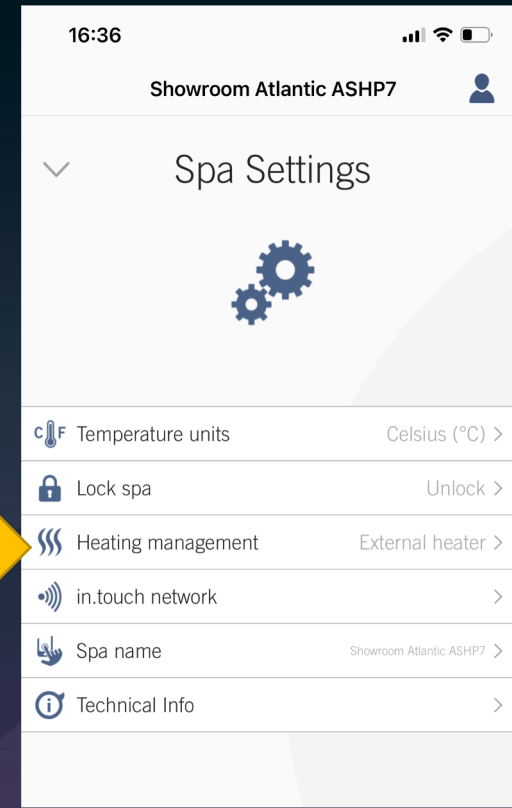 16:36
Showroom Atlantic ASHP7
Spa Settings
C F Temperature units Celsius (°C) >
Lock spa Unlock >
Heating management External heater >
in.touch network >
Spa name Showroom Atlantic ASHP7 >
i Technical Info >